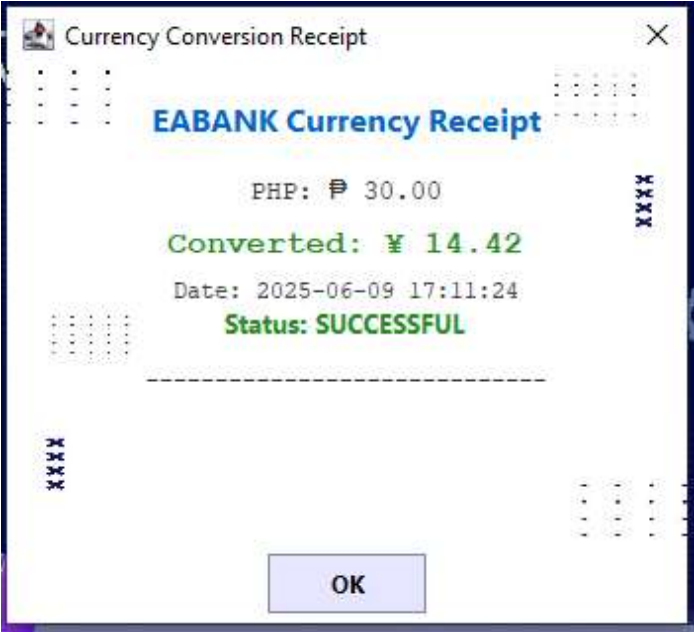 Currency Conversion Receipt
EABANK Currency Receipt
PHP: ₱ 30.00
Converted: ¥ 14.42
Date: 2025-06-09 17:11:24
Status: SUCCESSFUL
-----------------------------
OK